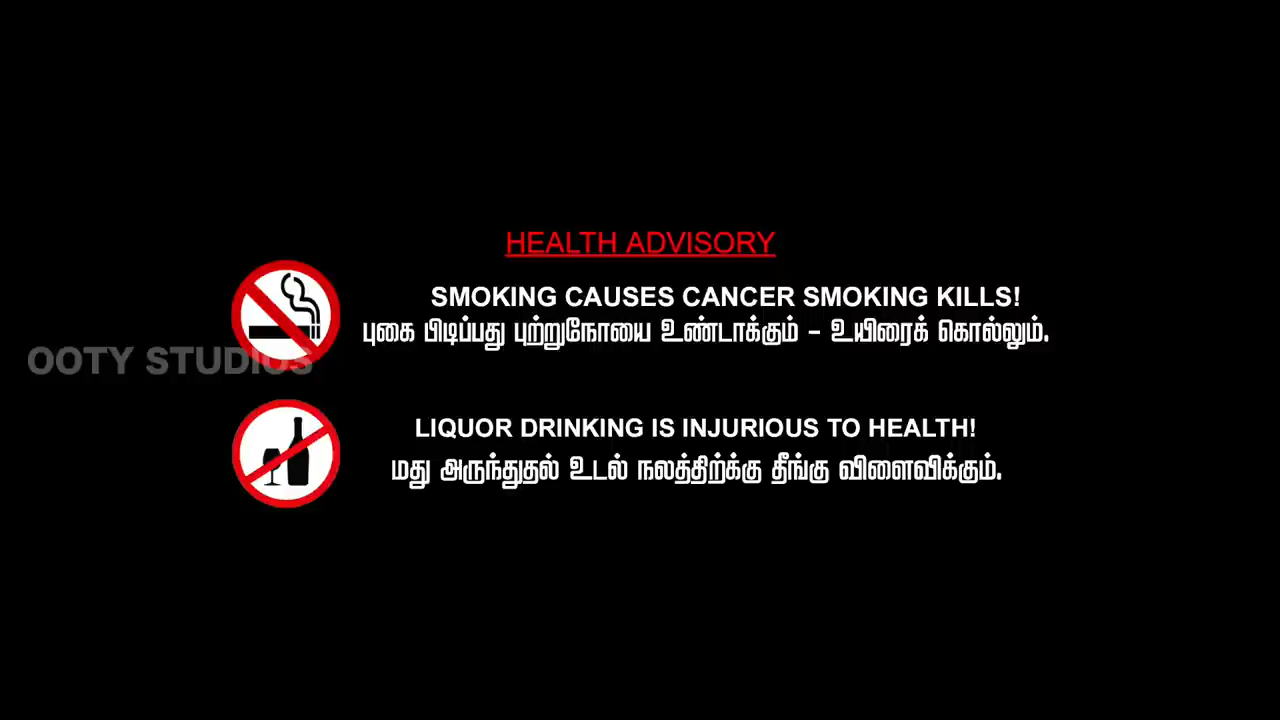 HEALTH ADVISORY
SMOKING CAUSES CANCER SMOKING KILLS!
புகை பிடிப்பது புற்றுநோயை உண்டாக்கும் - உயிரைக் கொல்லும்.
OOTY STUDIOS
LIQUOR DRINKING IS INJURIOUS TO HEALTH!
மது அருந்துதல் உடல் நலத்திற்க்கு தீங்கு விளைவிக்கும்.